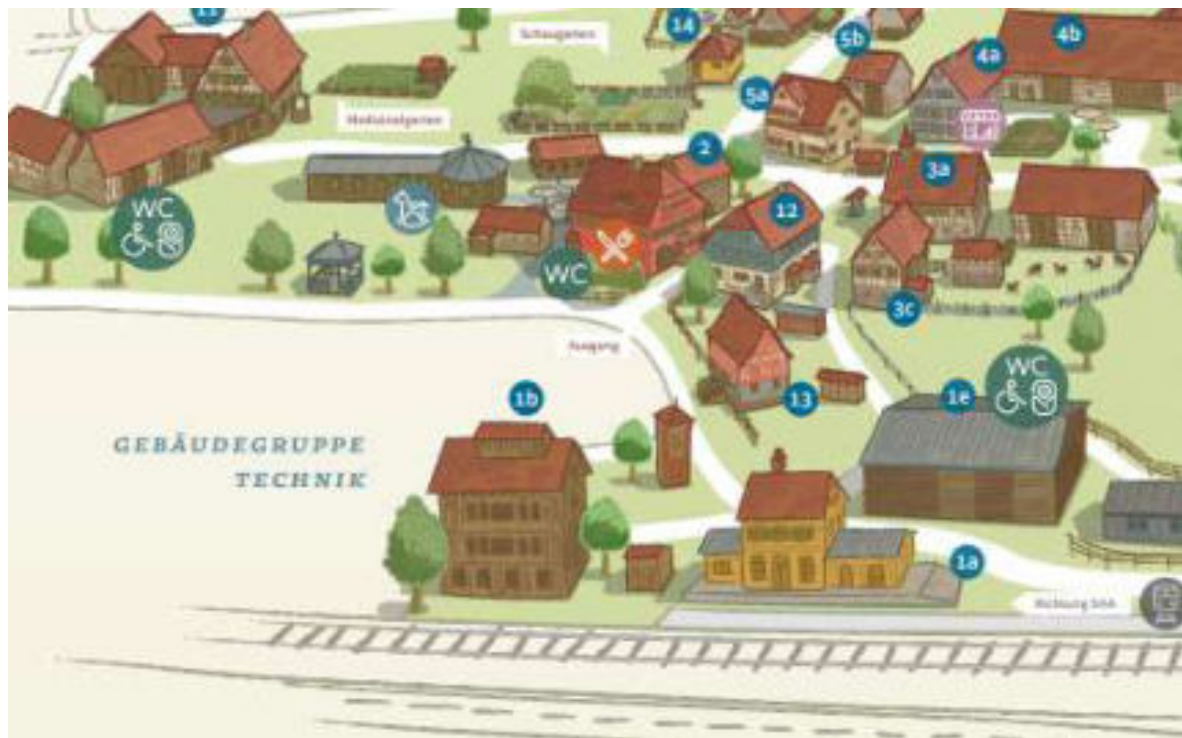 11
14
Schaugarten
5b
4b
4a
5a
Medizinalgarten
2
3a
WC
12
WC
3c
Ausgang
WC
1b
13
1e
GEBÄUDEGRUPPE
TECHNIK
1a
Richtung